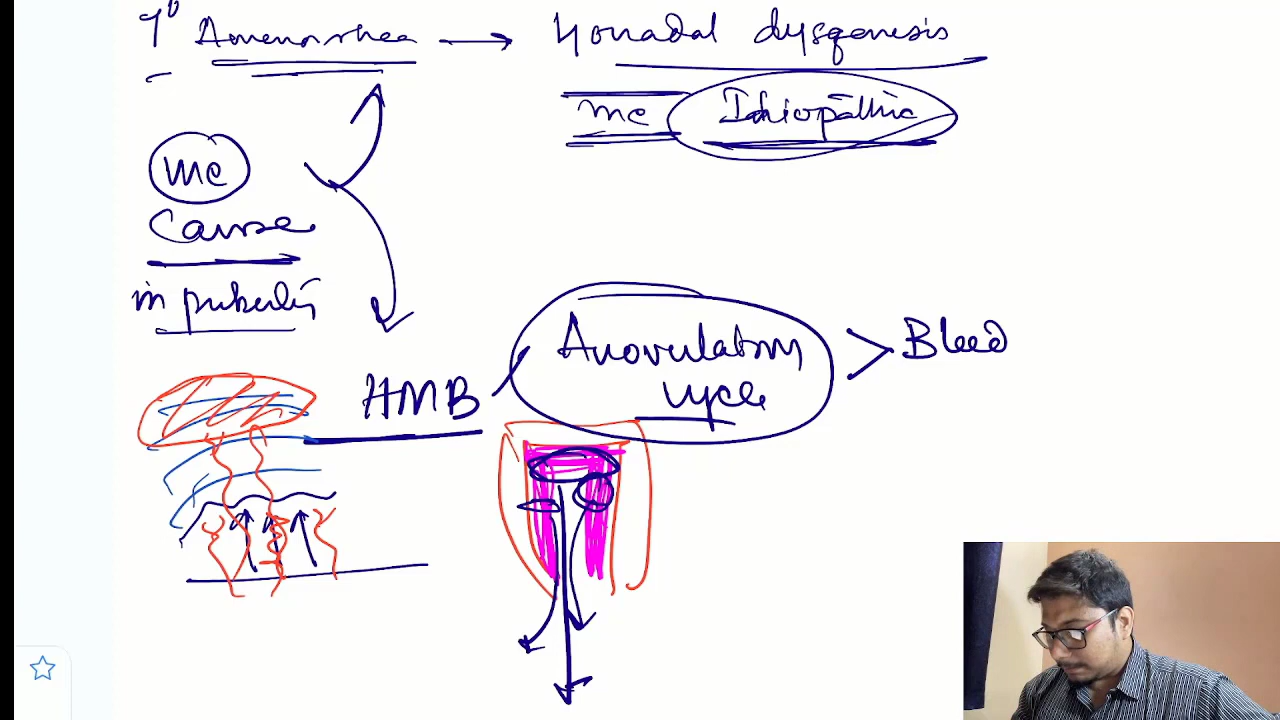 1° Amenorrhea → Gonadal dysgenesis
mc Idiopathic
mc
Cause
in puberty
HMB Anovulatory > Bleed
cycle